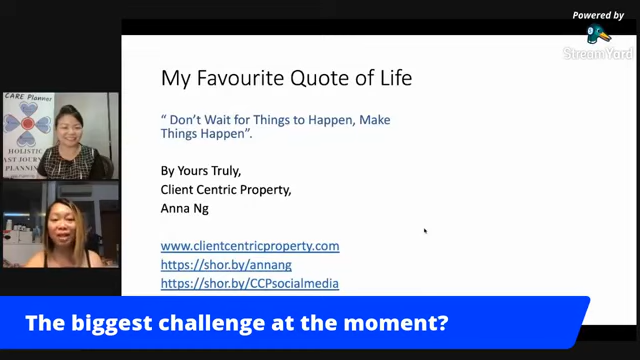 Powered by
StreamYard
CARE Planner
HOLISTIC
PLANNING
My Favourite Quote of Life
“ Don’t Wait for Things to Happen, Make
Things Happen”.
By Yours Truly,
Client Centric Property,
Anna Ng
www.clientcentricproperty.com
https://shor.by/annang
https://shor.by/CCPsocialmedia
The biggest challenge at the moment?